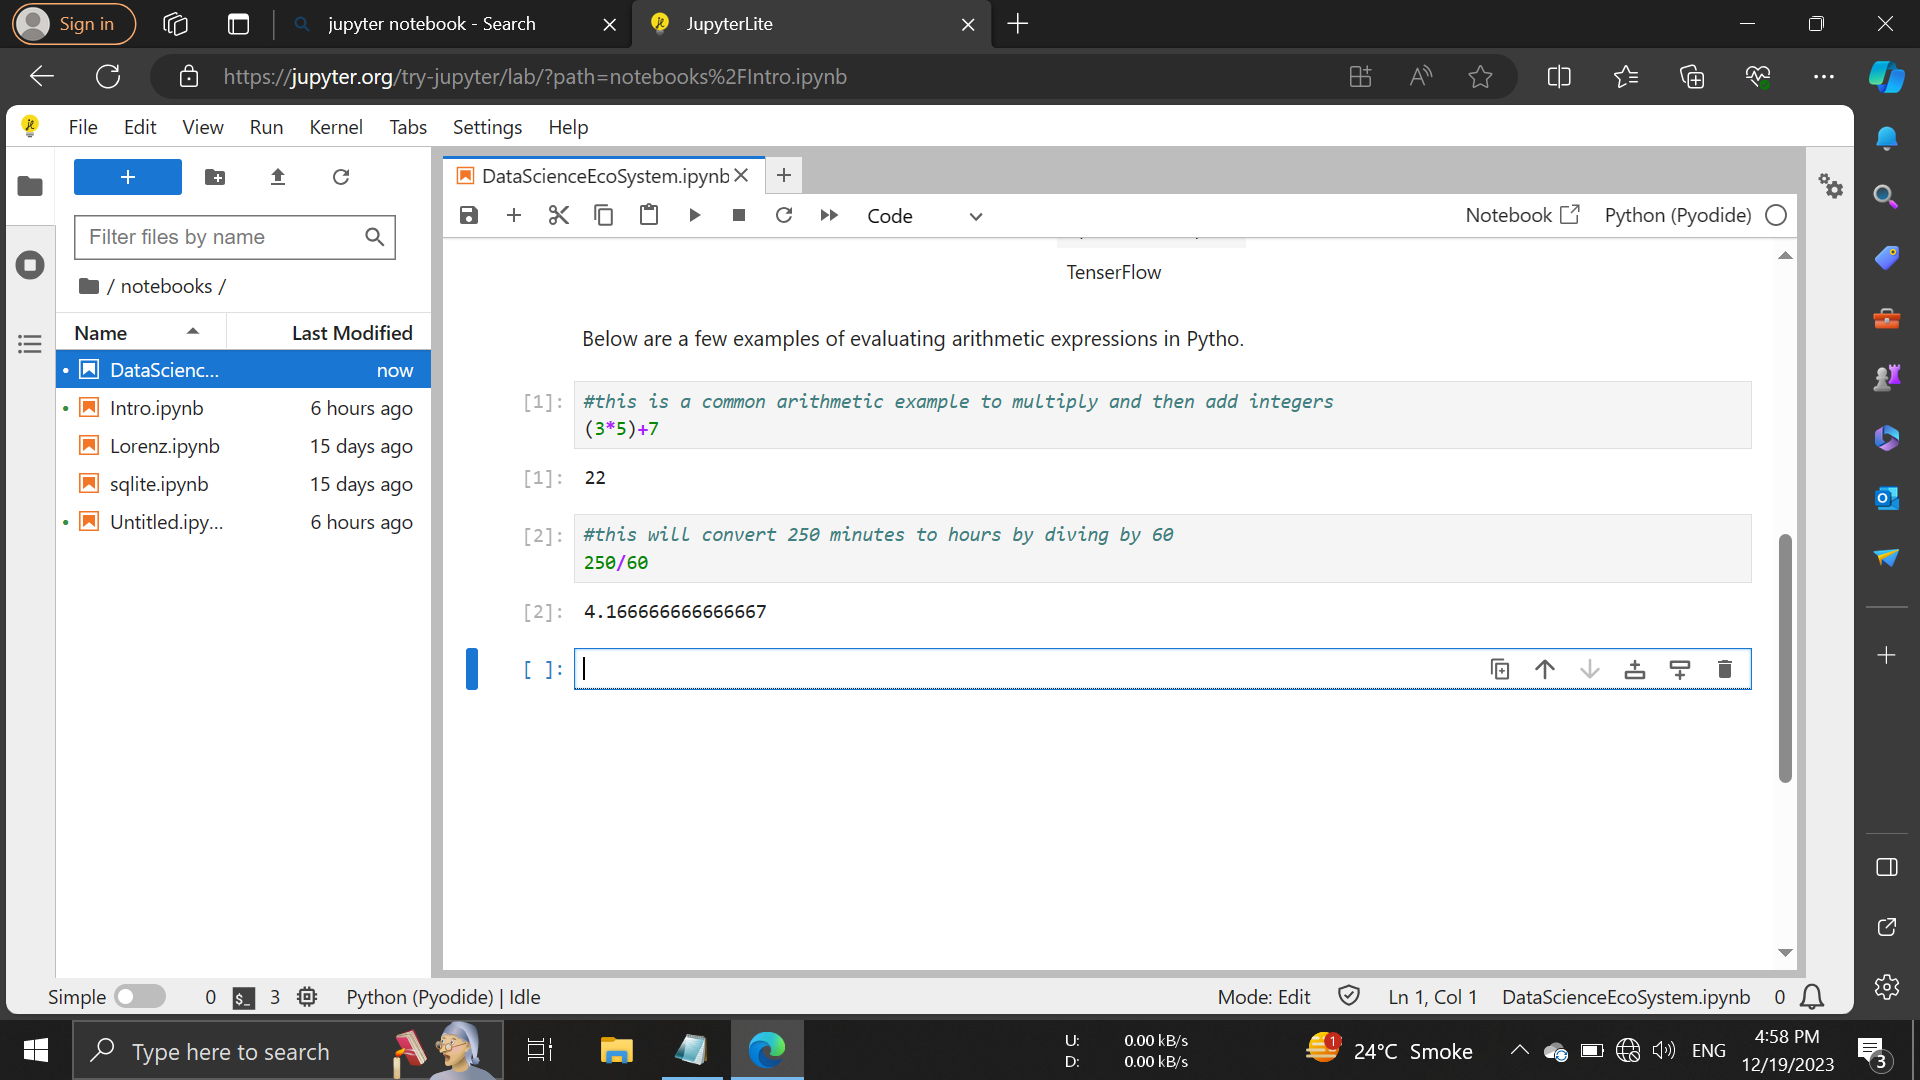 Sign in
jupyter notebook - Search
JupyterLite
https://jupyter.org/try-jupyter/lab/?path=notebooks%2FIntro.ipynb
File Edit View Run Kernel Tabs Settings Help
DataScienceEcoSystem.ipynb
Filter files by name
Code
Notebook
Python (Pyodide)
/ notebooks /
TenserFlow
Name Last Modified
Below are a few examples of evaluating arithmetic expressions in Pytho.
DataScienc... now
Intro.ipynb 6 hours ago
Lorenz.ipynb 15 days ago
sqlite.ipynb 15 days ago
Untitled.ipy... 6 hours ago
[1]: #this is a common arithmetic example to multiply and then add integers
(3*5)+7
[1]: 22
[2]: #this will convert 250 minutes to hours by diving by 60
250/60
[2]: 4.166666666666667
[ ]:
Simple 0 $_ 3 Python (Pyodide) | Idle Mode: Edit Ln 1, Col 1 DataScienceEcoSystem.ipynb 0
Type here to search
U: 0.00 kB/s
D: 0.00 kB/s
1
24°C Smoke
ENG
4:58 PM
12/19/2023
3